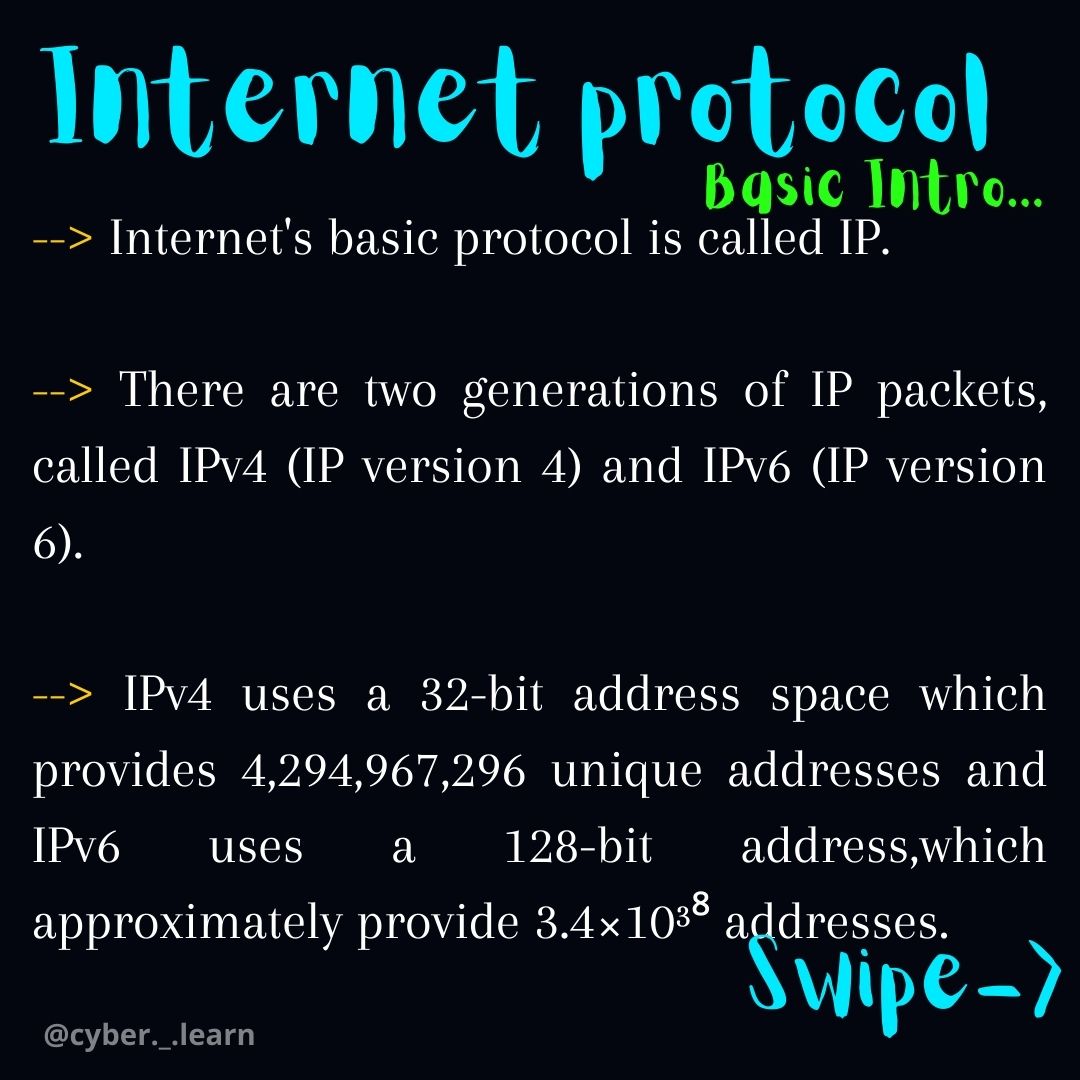 Internet protocol
Basic Intro...
--> Internet's basic protocol is called IP.
--> There are two generations of IP packets,
called IPv4 (IP version 4) and IPv6 (IP version
6).
--> IPv4 uses a 32-bit address space which
provides 4,294,967,296 unique addresses and
IPv6 uses a 128-bit address,which
approximately provide 3.4×10³⁸ addresses.
Swipe->
@cyber._.learn